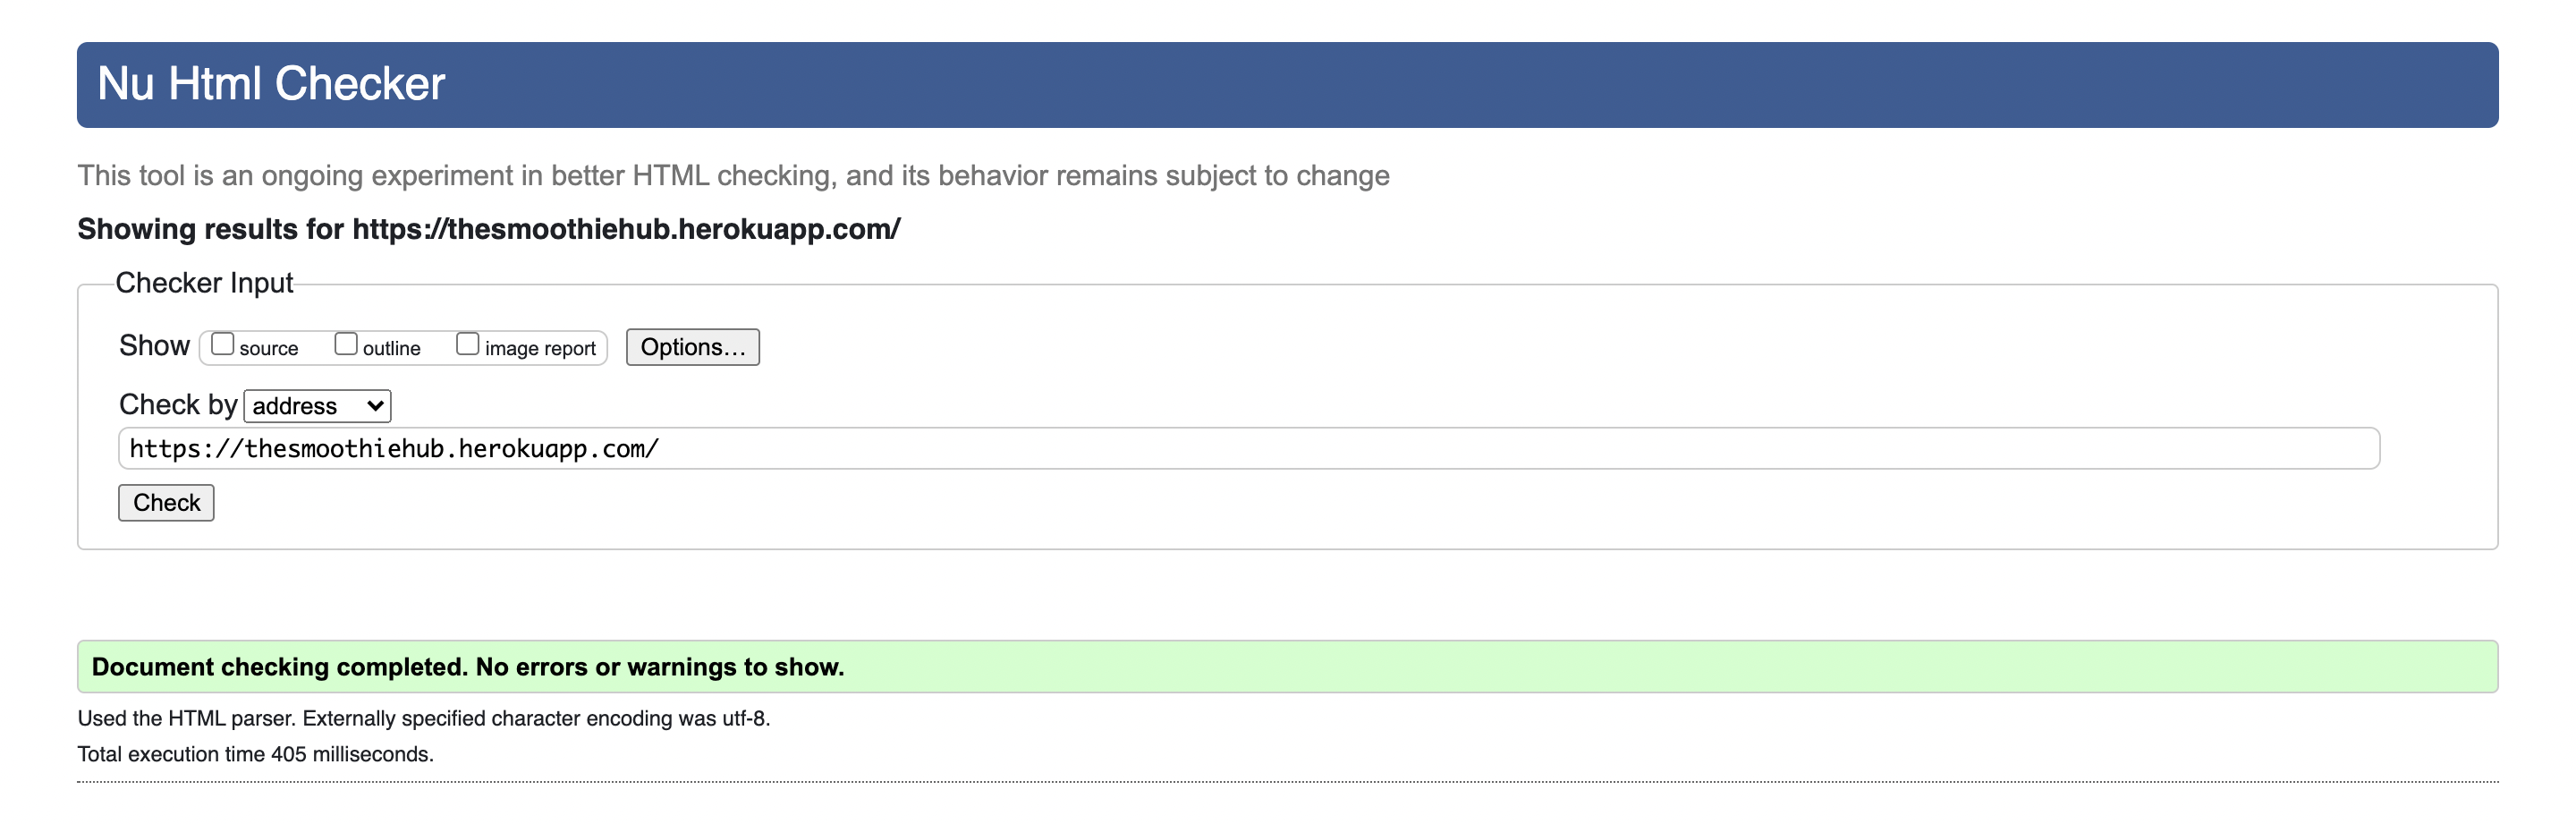 Nu Html Checker
This tool is an ongoing experiment in better HTML checking, and its behavior remains subject to change
Showing results for https://thesmoothiehub.herokuapp.com/
Checker Input
Show source outline image report Options...
Check by address
https://thesmoothiehub.herokuapp.com/
Check
Document checking completed. No errors or warnings to show.
Used the HTML parser. Externally specified character encoding was utf-8.
Total execution time 405 milliseconds.